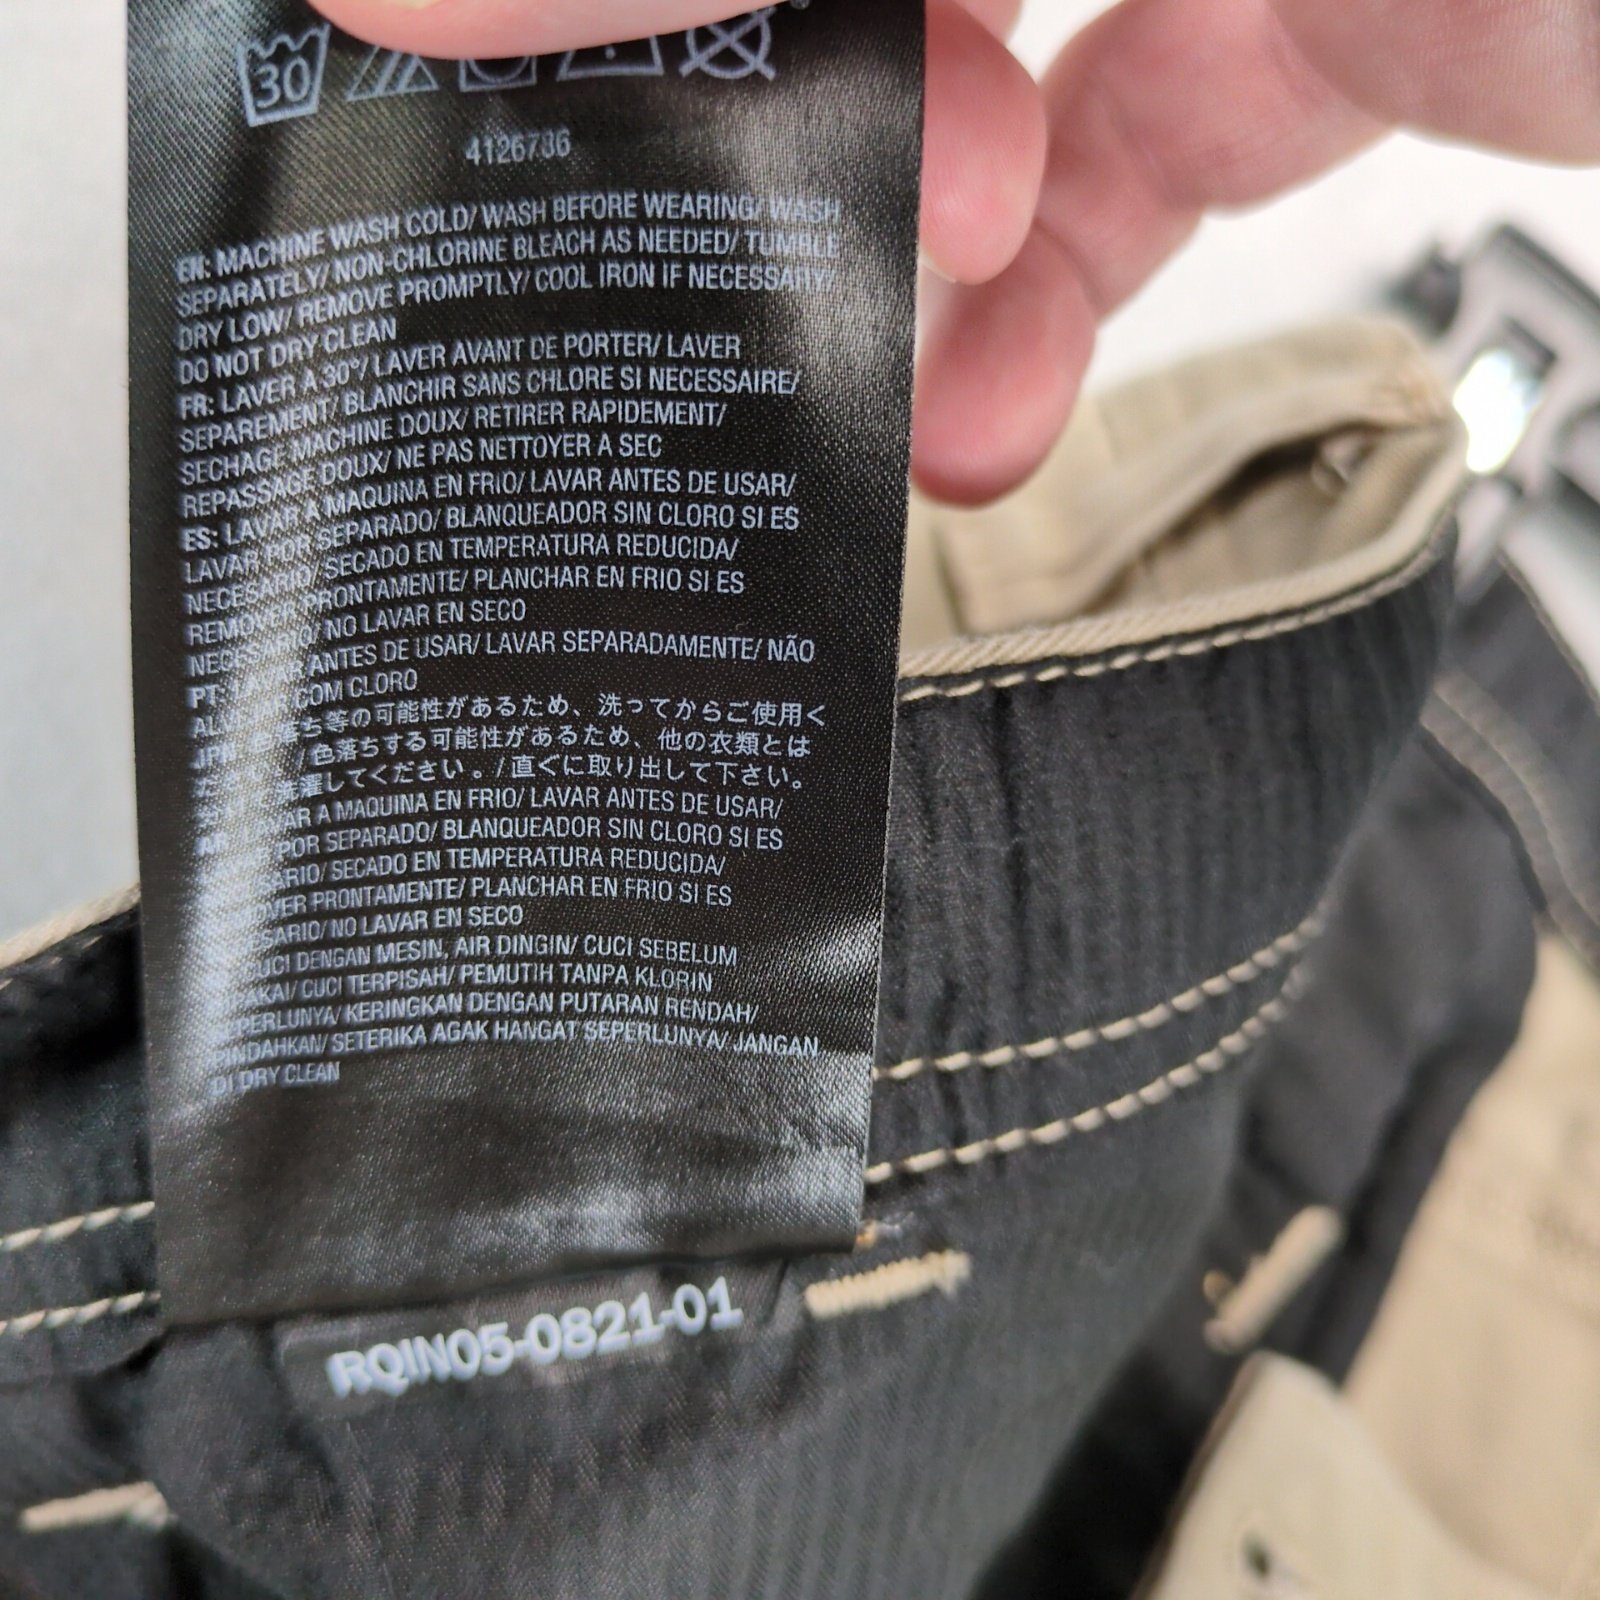 30
4126786
EN: MACHINE WASH COLD/ WASH BEFORE WEARING/ WASH
SEPARATELY/ NON-CHLORINE BLEACH AS NEEDED/ TUMBLE
DRY LOW/ REMOVE PROMPTLY/ COOL IRON IF NECESSARY/
DO NOT DRY CLEAN
FR: LAVER A 30°/ LAVER AVANT DE PORTER/ LAVER
SEPAREMENT/ BLANCHIR SANS CHLORE SI NECESSAIRE/
SECHAGE MACHINE DOUX/ RETIRER RAPIDEMENT/
REPASSAGE DOUX/ NE PAS NETTOYER A SEC
ES: LAVAR A MAQUINA EN FRIO/ LAVAR ANTES DE USAR/
LAVAR POR SEPARADO/ BLANQUEADOR SIN CLORO SI ES
NECESARIO/ SECADO EN TEMPERATURA REDUCIDA/
REMOVER PRONTAMENTE/ PLANCHAR EN FRIO SI ES
NECESARIO/ NO LAVAR EN SECO
PT: ANTES DE USAR/ LAVAR SEPARADAMENTE/ NÃO
COM CLORO
JPN: 色落ち等の可能性があるため、洗ってからご使用く
/色落ちする可能性があるため、他の衣類とは
洗濯してください。/直ぐに取り出して下さい。
A MAQUINA EN FRIO/ LAVAR ANTES DE USAR/
POR SEPARADO/ BLANQUEADOR SIN CLORO SI ES
SECADO EN TEMPERATURA REDUCIDA/
PRONTAMENTE/ PLANCHAR EN FRIO SI ES
NO LAVAR EN SECO
DENGAN MESIN, AIR DINGIN/ CUCI SEBELUM
CUCI TERPISAH/ PEMUTIH TANPA KLORIN
KERINGKAN DENGAN PUTARAN RENDAH/
PINDAHKAN/ SETERIKA AGAK HANGAT SEPERLUNYA/ JANGAN
DI DRY CLEAN
RQIN05-0821-01